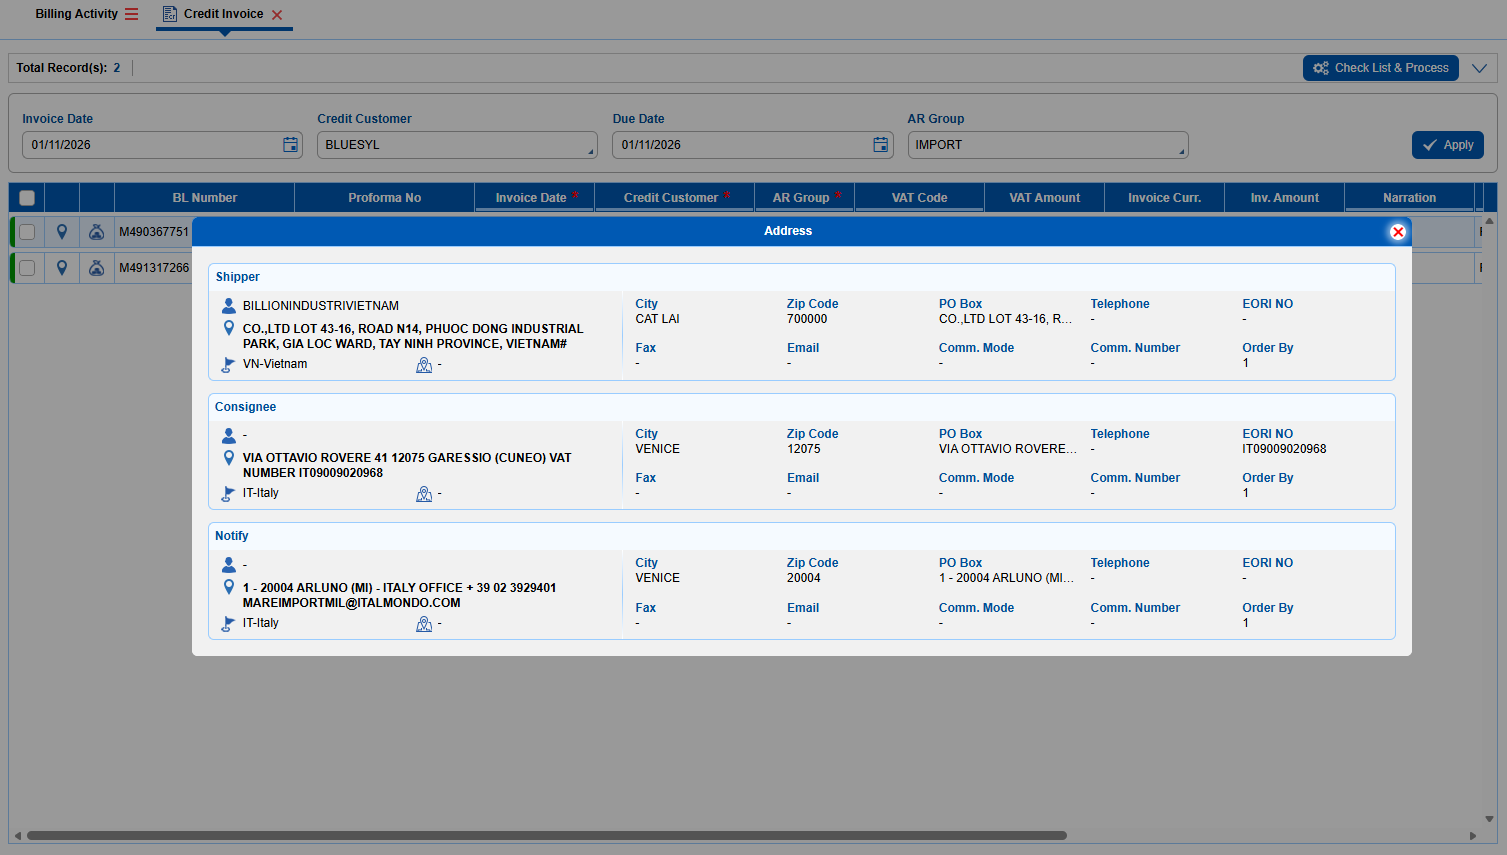 Billing Activity
Credit Invoice
Total Record(s): 2
Check List & Process
Invoice Date
Credit Customer
Due Date
AR Group
01/11/2026
BLUESYL
01/11/2026
IMPORT
Apply
BL Number
Proforma No
Invoice Date *
Credit Customer *
AR Group *
VAT Code
VAT Amount
Invoice Curr.
Inv. Amount
Narration
M490367751
M491317266
Address
Shipper
BILLIONINDUSTRIVIETNAM
CO.,LTD LOT 43-16, ROAD N14, PHUOC DONG INDUSTRIAL
PARK, GIA LOC WARD, TAY NINH PROVINCE, VIETNAM#
VN-Vietnam
-
City
CAT LAI
Zip Code
700000
PO Box
CO.,LTD LOT 43-16, R...
Telephone
-
EORI NO
-
Fax
-
Email
-
Comm. Mode
-
Comm. Number
-
Order By
1
Consignee
-
VIA OTTAVIO ROVERE 41 12075 GARESSIO (CUNEO) VAT
NUMBER IT09009020968
IT-Italy
-
City
VENICE
Zip Code
12075
PO Box
VIA OTTAVIO ROVERE...
Telephone
-
EORI NO
IT09009020968
Fax
-
Email
-
Comm. Mode
-
Comm. Number
-
Order By
1
Notify
-
1 - 20004 ARLUNO (MI) - ITALY OFFICE + 39 02 3929401
MAREIMPORTMIL@ITALMONDO.COM
IT-Italy
-
City
VENICE
Zip Code
20004
PO Box
1 - 20004 ARLUNO (MI...
Telephone
-
EORI NO
-
Fax
-
Email
-
Comm. Mode
-
Comm. Number
-
Order By
1